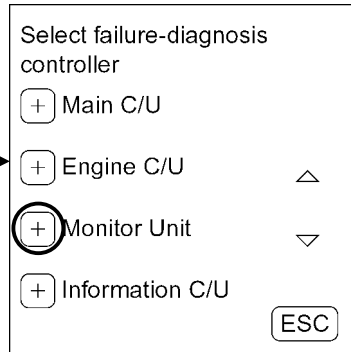 Select failure-diagnosis
controller
+ Main C/U
+ Engine C/U
+ Monitor Unit
+ Information C/U
ESC